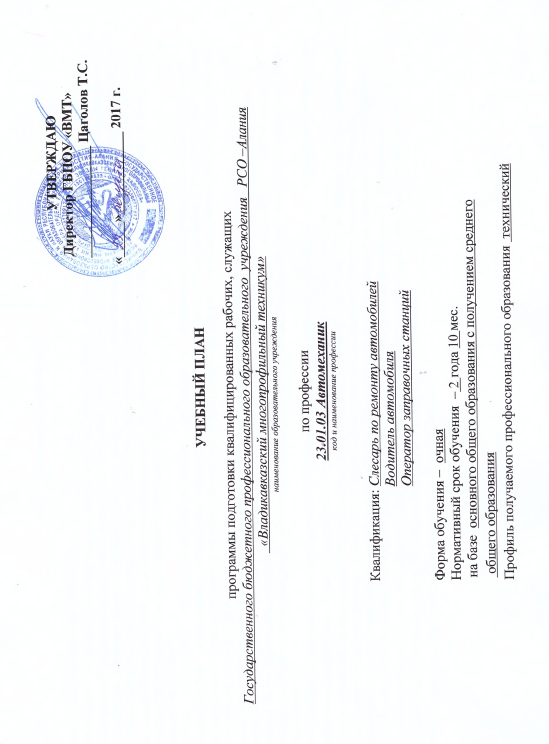 УТВЕРЖДАЮ
Директор ГБПОУ «ВМТ»
Цаголов Т.С.
« » 2017 г.
УЧЕБНЫЙ ПЛАН
программы подготовки квалифицированных рабочих, служащих
Государственного бюджетного профессионального образовательного учреждения РСО –Алания
«Владикавказский многопрофильный техникум»
наименование образовательного учреждения
по профессии
23.01.03 Автомеханик
код и наименование профессии
Квалификация: Слесарь по ремонту автомобилей
Водитель автомобиля
Оператор заправочных станций
Форма обучения – очная
Нормативный срок обучения – 2 года 10 мес.
на базе основного общего образования с получением среднего
общего образования
Профиль получаемого профессионального образования технический